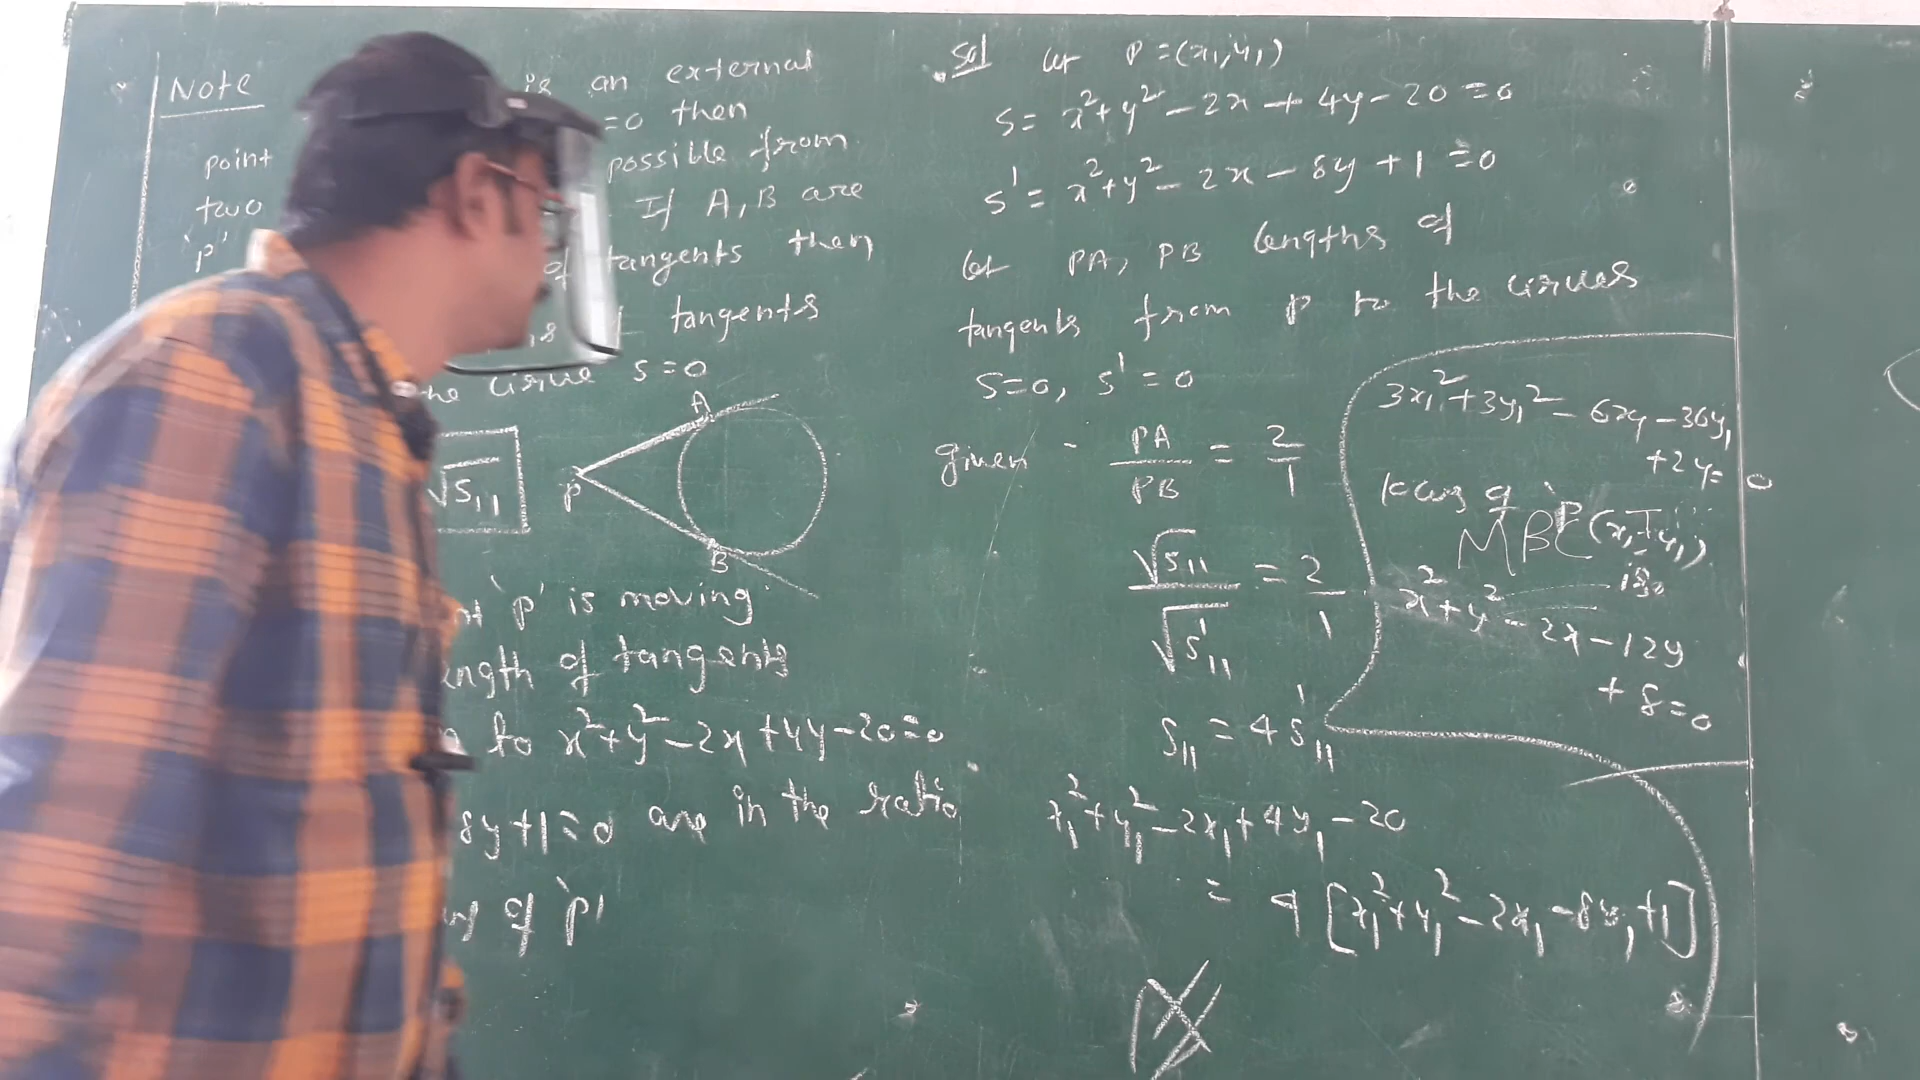 Note is an external
point =0 then
two possible from
'P' If A, B are
of tangents then
is tangents
the circle S=0
√S₁₁
A
P
B
'P' is moving
length of tangents
to x²+y²-2x+4y-20=0
8y+1=0 are in the ratio
of 'P'
Sol let P=(x₁,y₁)
S= x²+y²-2x+4y-20=0
S'= x²+y²-2x-8y+1=0
let PA, PB lengths of
tangents from P to the circles
S=0, S'=0
given - PA/PB = 2/1
√S₁₁/√S'₁₁ = 2/1
S₁₁ = 4S'₁₁
x₁²+y₁²-2x₁+4y₁-20
= 4[x₁²+y₁²-2x₁-8y₁+1]
3x₁²+3y₁²-6x₁-36y₁
+24=0
locus of 'P(x₁,y₁)
MBC
is
x²+y²-2x-12y
+8=0